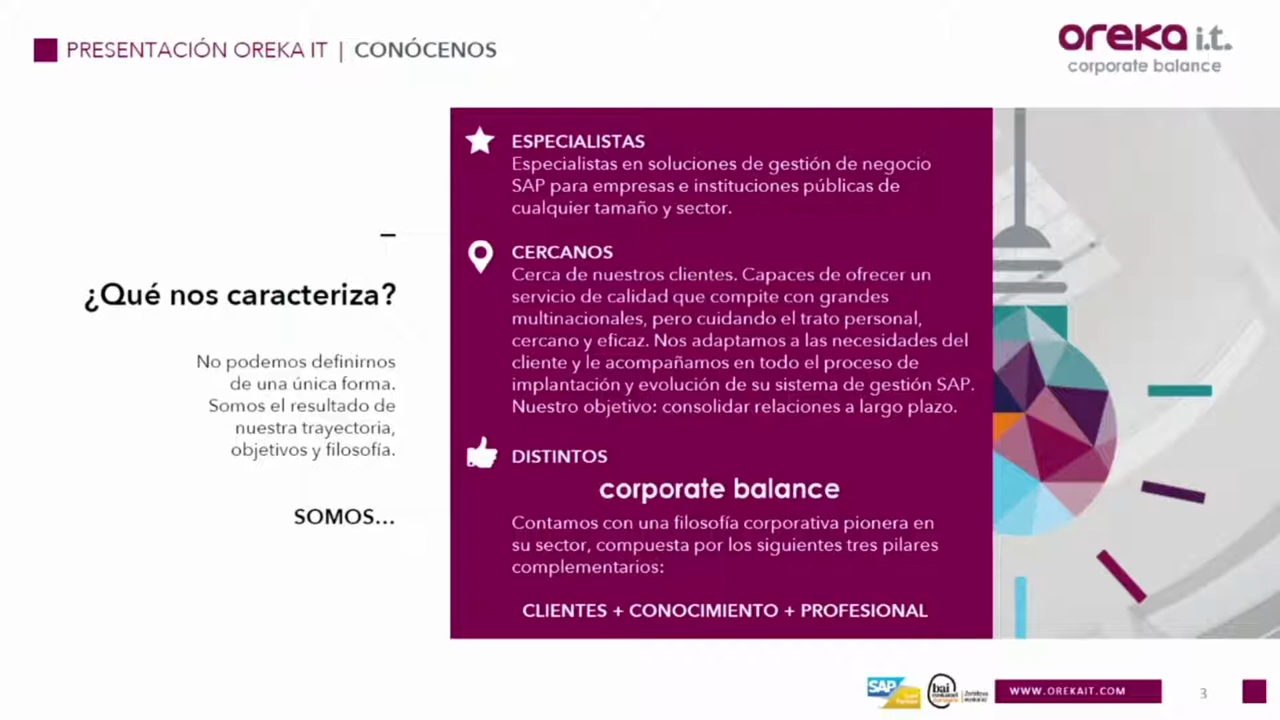 PRESENTACIÓN OREKA IT | CONÓCENOS
oreka i.t.
corporate balance
¿Qué nos caracteriza?
No podemos definirnos
de una única forma.
Somos el resultado de
nuestra trayectoria,
objetivos y filosofía.
SOMOS...
ESPECIALISTAS
Especialistas en soluciones de gestión de negocio
SAP para empresas e instituciones públicas de
cualquier tamaño y sector.
CERCANOS
Cerca de nuestros clientes. Capaces de ofrecer un
servicio de calidad que compite con grandes
multinacionales, pero cuidando el trato personal,
cercano y eficaz. Nos adaptamos a las necesidades del
cliente y le acompañamos en todo el proceso de
implantación y evolución de su sistema de gestión SAP.
Nuestro objetivo: consolidar relaciones a largo plazo.
DISTINTOS
corporate balance
Contamos con una filosofía corporativa pionera en
su sector, compuesta por los siguientes tres pilares
complementarios:
CLIENTES + CONOCIMIENTO + PROFESIONAL
SAP
bai
WWW.OREKAIT.COM
3